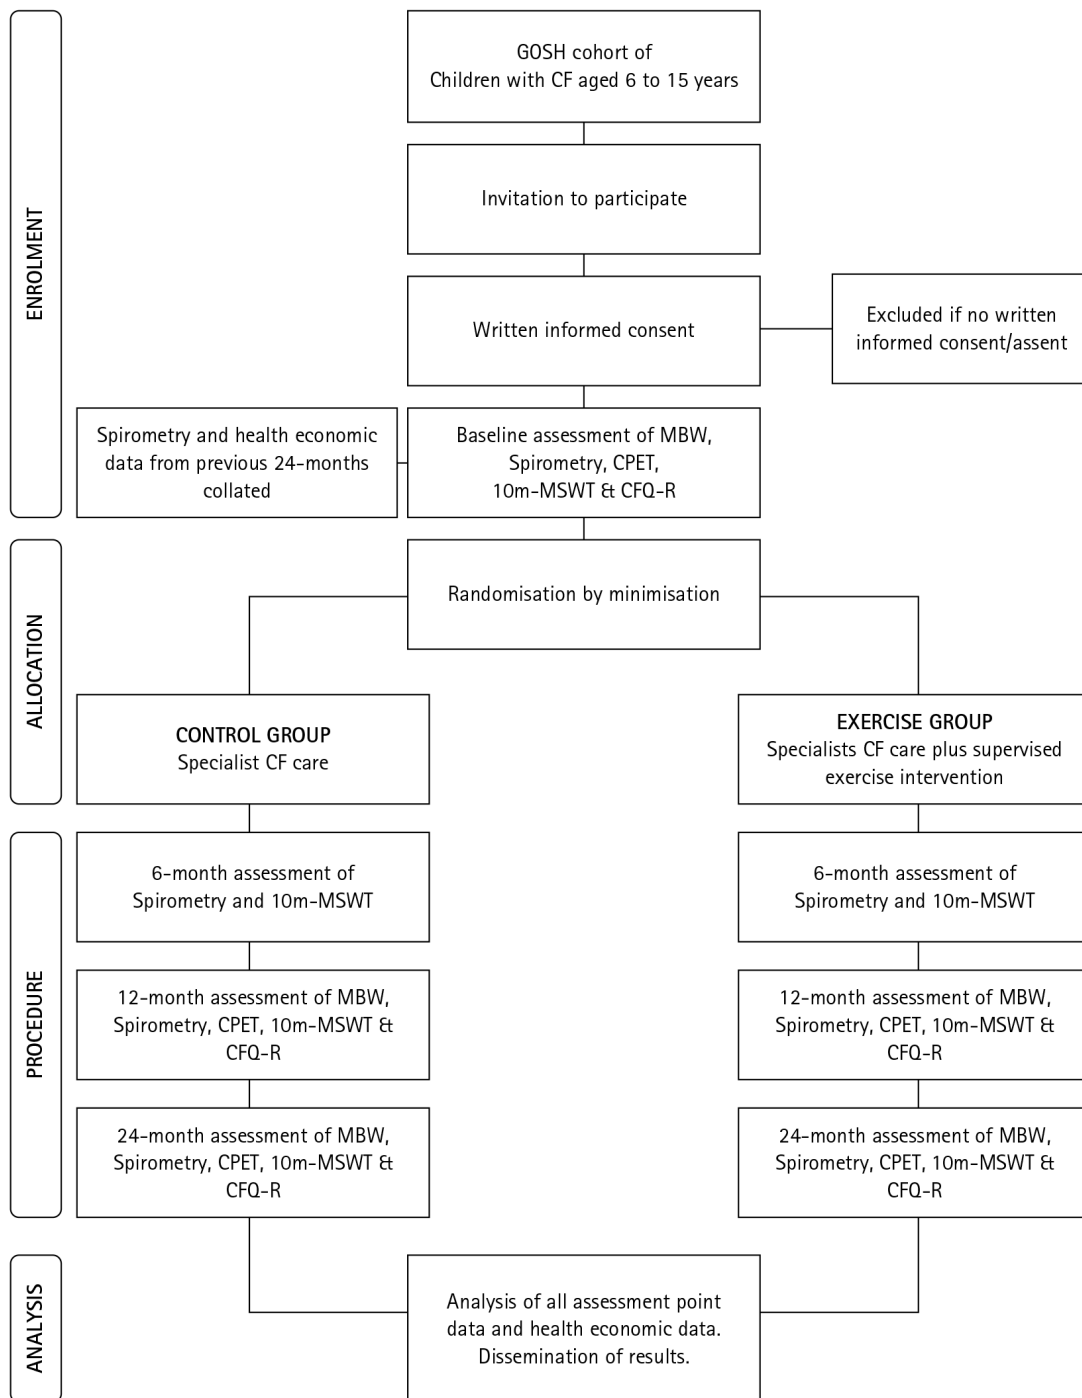 ENROLMENT
GOSH cohort of
Children with CF aged 6 to 15 years
Invitation to participate
Written informed consent
Excluded if no written
informed consent/assent
Spirometry and health economic
data from previous 24-months
collated
Baseline assessment of MBW,
Spirometry, CPET,
10m-MSWT & CFQ-R
ALLOCATION
Randomisation by minimisation
CONTROL GROUP
Specialist CF care
EXERCISE GROUP
Specialists CF care plus supervised
exercise intervention
PROCEDURE
6-month assessment of
Spirometry and 10m-MSWT
6-month assessment of
Spirometry and 10m-MSWT
12-month assessment of MBW,
Spirometry, CPET, 10m-MSWT &
CFQ-R
12-month assessment of MBW,
Spirometry, CPET, 10m-MSWT &
CFQ-R
24-month assessment of MBW,
Spirometry, CPET, 10m-MSWT &
CFQ-R
24-month assessment of MBW,
Spirometry, CPET, 10m-MSWT &
CFQ-R
ANALYSIS
Analysis of all assessment point
data and health economic data.
Dissemination of results.